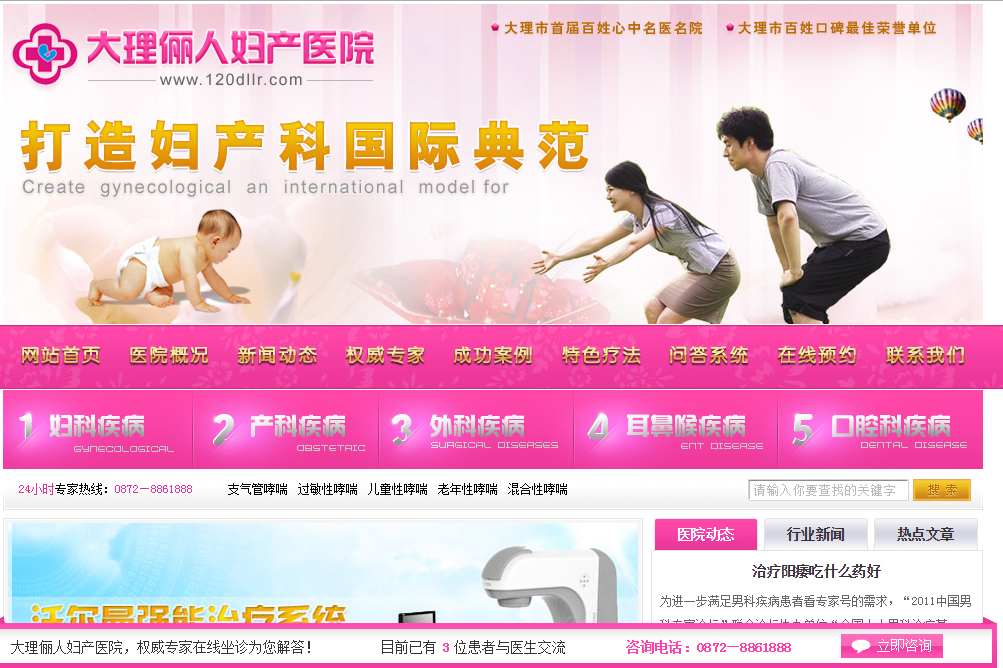 大理市首届百姓心中名医名院 大理市百姓口碑最佳荣誉单位
大理俪人妇产医院
www.120dllr.com
打造妇产科国际典范
Create gynecological an international model for
网站首页 医院概况 新闻动态 权威专家 成功案例 特色疗法 问答系统 在线预约 联系我们
1 妇科疾病 2 产科疾病 3 外科疾病 4 耳鼻喉疾病 5 口腔科疾病
GYNECOLOGICAL OBSTETRIC SURGICAL DISEASES ENT DISEASE DENTAL DISEASE
24小时专家热线：0872－8861888 支气管哮喘 过敏性哮喘 儿童性哮喘 老年性哮喘 混合性哮喘 请输入你要查找的关键字 搜 索
医院动态 行业新闻 热点文章
治疗阳痿吃什么药好
为进一步满足男科疾病患者看专家号的需求，“2011中国男
沃尔曼强能治疗系统
大理俪人妇产医院，权威专家在线坐诊为您解答！ 目前已有 3 位患者与医生交流 咨询电话：0872－8861888 立即咨询